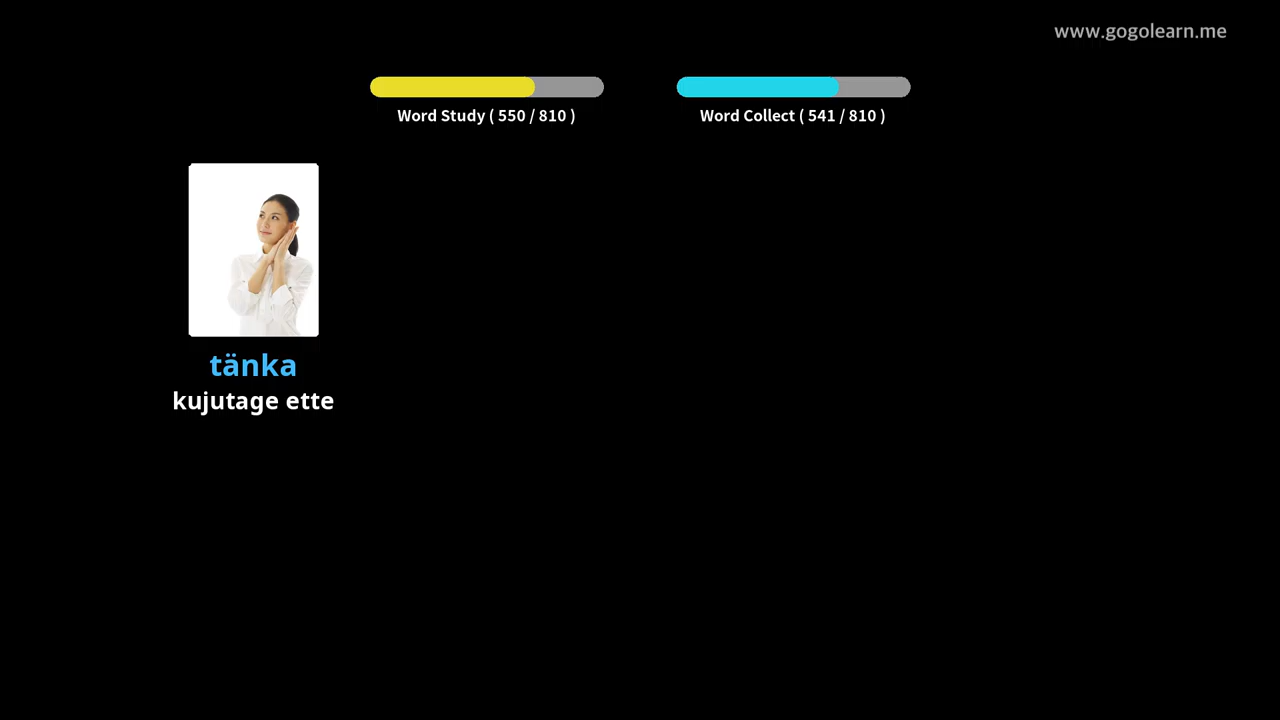 www.gogolearn.me
Word Study ( 550 / 810 )
Word Collect ( 541 / 810 )
tänka
kujutage ette